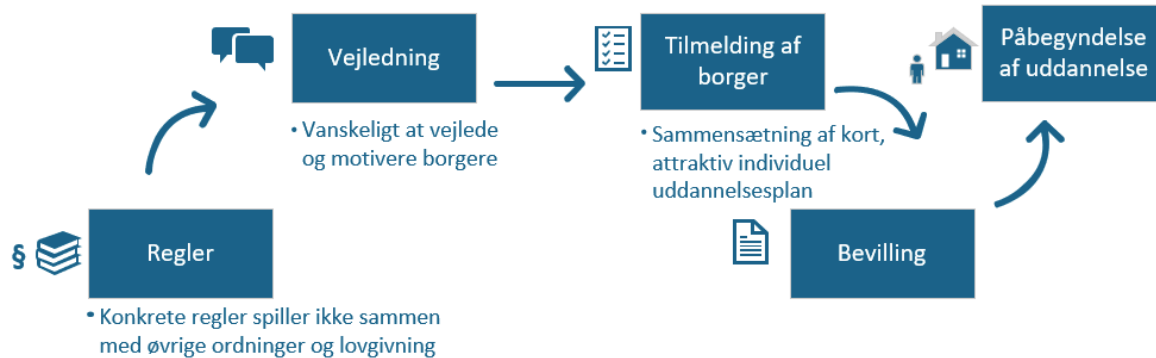 §
Regler
• Konkrete regler spiller ikke sammen
med øvrige ordninger og lovgivning
Vejledning
• Vanskeligt at vejlede
og motivere borgere
Tilmelding af
borger
• Sammensætning af kort,
attraktiv individuel
uddannelsesplan
Bevilling
Påbegyndelse
af uddannelse